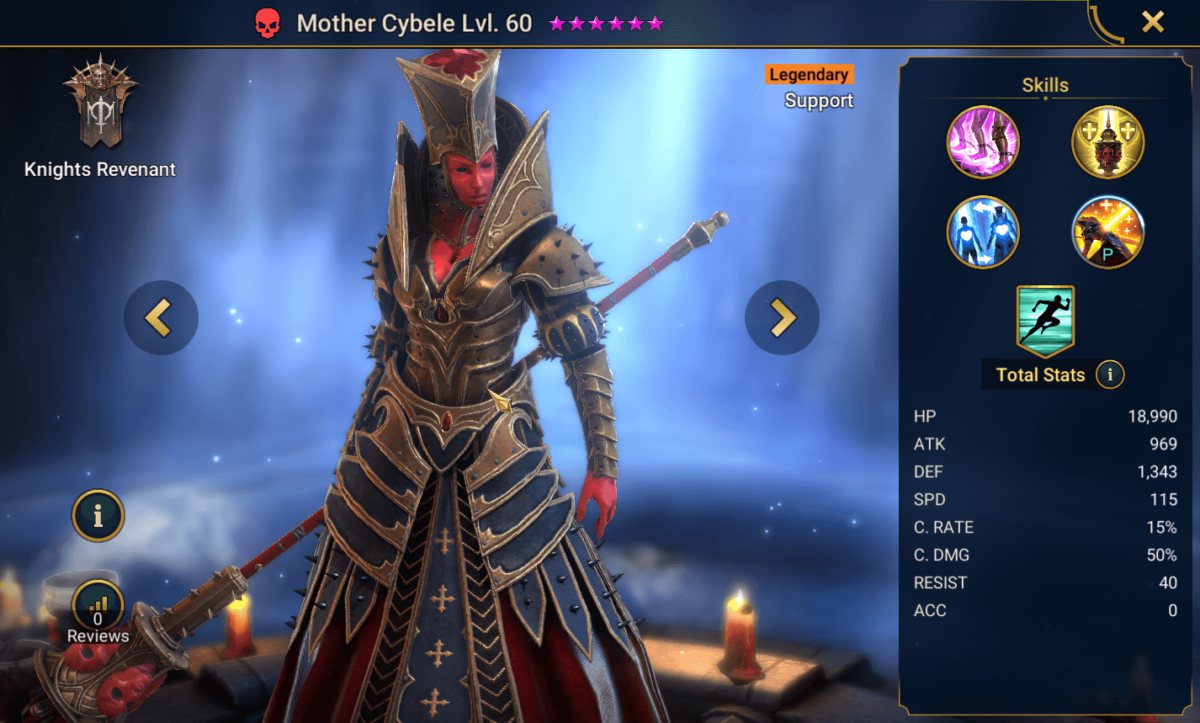 Mother Cybele Lvl. 60
Legendary
Support
Knights Revenant
Skills
P
Total Stats
HP 18,990
ATK 969
DEF 1,343
SPD 115
C. RATE 15%
C. DMG 50%
RESIST 40
ACC 0
i
i
0
Reviews